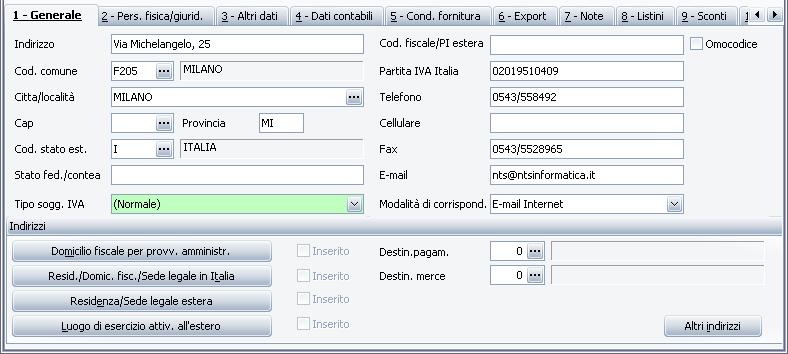 1 - Generale 2 - Pers. fisica/giurid. 3 - Altri dati 4 - Dati contabili 5 - Cond. fornitura 6 - Export 7 - Note 8 - Listini 9 - Sconti 1
Indirizzo Via Michelangelo, 25 Cod. fiscale/PI estera Omocodice
Cod. comune F205 ... MILANO Partita IVA Italia 02019510409
Citta/località MILANO ... Telefono 0543/558492
Cap ... Provincia MI Cellulare
Cod. stato est. I ... ITALIA Fax 0543/5528965
Stato fed./contea E-mail nts@ntsinformatica.it
Tipo sogg. IVA (Normale) Modalità di corrispond. E-mail Internet
Indirizzi
Domicilio fiscale per provv. amministr. Inserito Destin.pagam. 0 ...
Resid./Domic. fisc./Sede legale in Italia Inserito Destin. merce 0 ...
Residenza/Sede legale estera Inserito
Luogo di esercizio attiv. all'estero Inserito Altri indirizzi